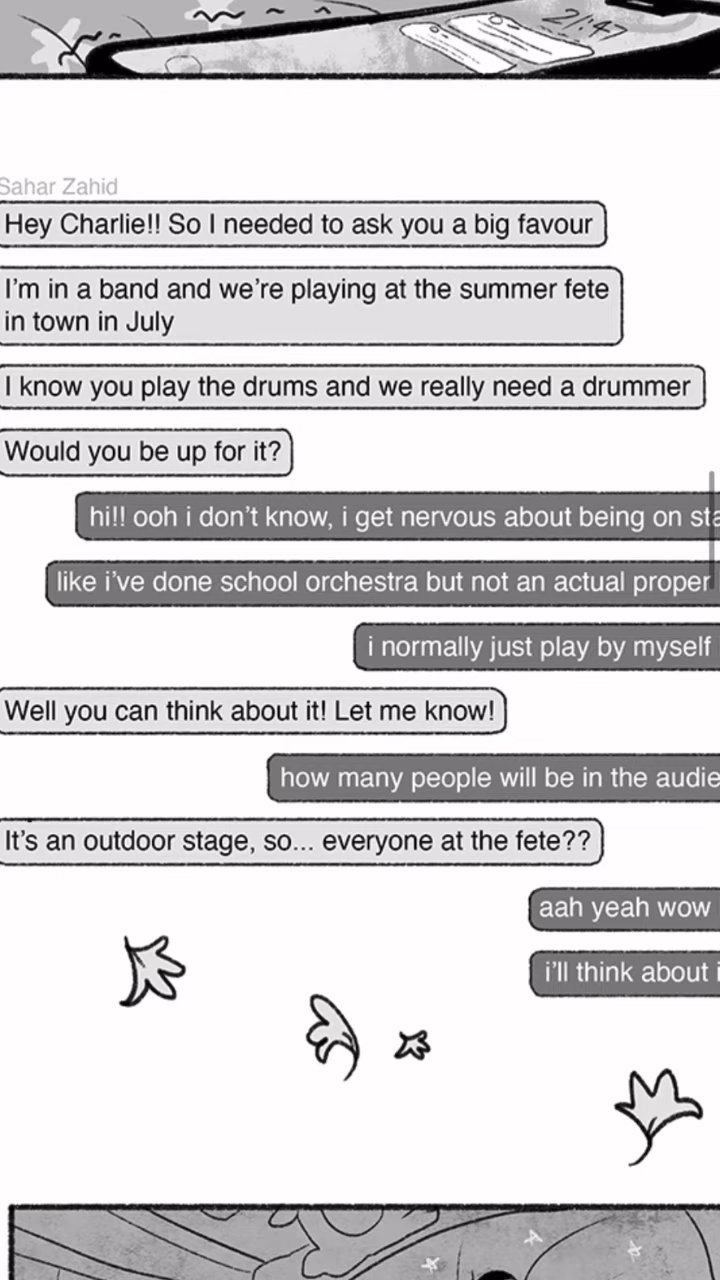 21:47
Sahar Zahid
Hey Charlie!! So I needed to ask you a big favour
I'm in a band and we're playing at the summer fete
in town in July
I know you play the drums and we really need a drummer
Would you be up for it?
hi!! ooh i don't know, i get nervous about being on
like i've done school orchestra but not an actual proper
i normally just play by myself
Well you can think about it! Let me know!
how many people will be in the
It's an outdoor stage, so... everyone at the fete??
aah yeah wow
i'll think about